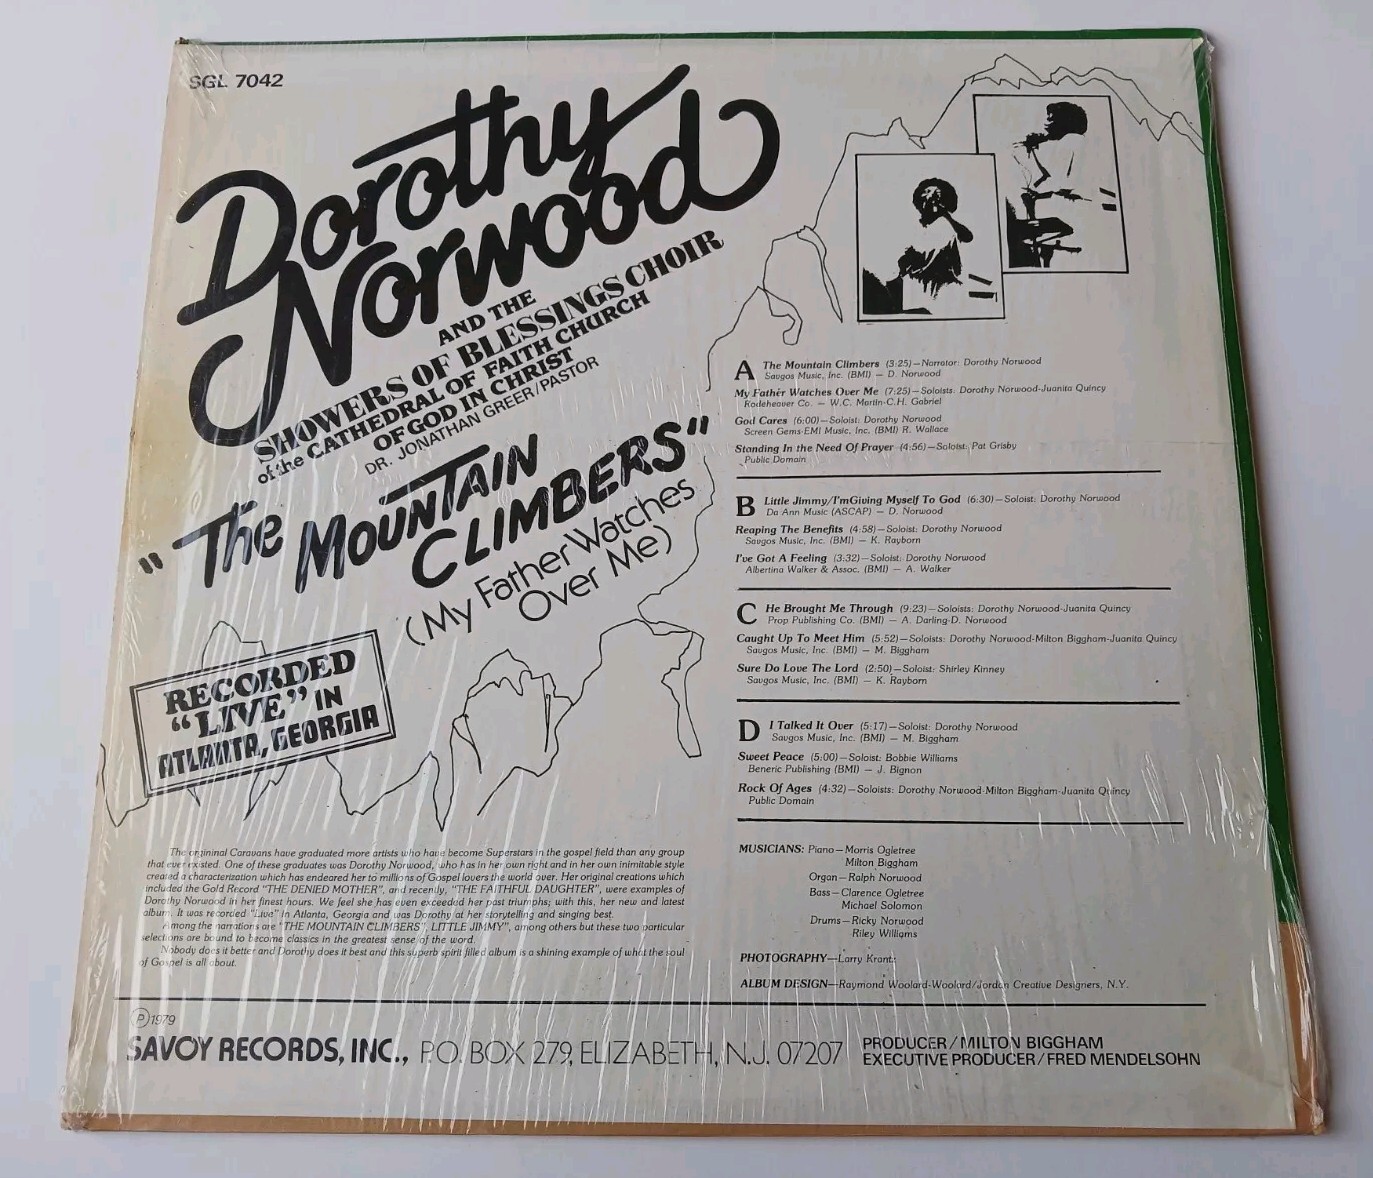 SGL 7042
Dorothy
Norwood
AND THE
SHOWERS OF BLESSINGS CHOIR
of the CATHEDRAL OF FAITH CHURCH
OF GOD IN CHRIST
DR. JONATHAN GREER/PASTOR
"The MOUNTAIN
CLIMBERS"
(My Father Watches
Over Me)
RECORDED
"LIVE" IN
ATLANTA, GEORGIA
The orgininal Caravans have graduated more artists who have become Superstars in the gospel field than any group
that ever existed. One of these graduates was Dorothy Norwood, who has in her own right and in her own inimitable style
created a characterization which has endeared her to millions of Gospel lovers the world over. Her original creations which
included the Gold Record "THE DENIED MOTHER", and recently, "THE FAITHFUL DAUGHTER", were examples of
Dorothy Norwood in her finest hours. We feel she has even exceeded her past triumphs; with this, her new and latest
album. It was recorded "Live" in Atlanta, Georgia and was Dorothy at her storytelling and singing best.
Among the narrations are "THE MOUNTAIN CLIMBERS", LITTLE JIMMY", among others but these two particular
selections are bound to become classics in the greatest sense of the word.
Nobody does it better and Dorothy does it best and this superb spirit filled album is a shining example of what the soul
of Gospel is all about.
A The Mountain Climbers (3:25)—Narrator: Dorothy Norwood
Savgos Music, Inc. (BMI) — D. Norwood
My Father Watches Over Me (7:25)—Soloists: Dorothy Norwood-Juanita Quincy
Rodeheaver Co. — W.C. Martin-C.H. Gabriel
God Cares (6:00)—Soloist: Dorothy Norwood
Screen Gems-EMI Music, Inc. (BMI) R. Wallace
Standing In the Need Of Prayer (4:56)—Soloist: Pat Grisby
Public Domain
B Little Jimmy/I'mGiving Myself To God (6:30)—Soloist: Dorothy Norwood
Da Ann Music (ASCAP) — D. Norwood
Reaping The Benefits (4:58)—Soloist: Dorothy Norwood
Savgos Music, Inc. (BMI) — K. Rayborn
I've Got A Feeling (3:32)—Soloist: Dorothy Norwood
Albertina Walker & Assoc. (BMI) — A. Walker
C He Brought Me Through (9:23)—Soloists: Dorothy Norwood-Juanita Quincy
Prop Publishing Co. (BMI) — A. Darling-D. Norwood
Caught Up To Meet Him (5:52)—Soloists: Dorothy Norwood-Milton Biggham-Juanita Quincy
Savgos Music, Inc. (BMI) — M. Biggham
Sure Do Love The Lord (2:50)—Soloist: Shirley Kinney
Savgos Music, Inc. (BMI) — K. Rayborn
D I Talked It Over (5:17)—Soloist: Dorothy Norwood
Savgos Music, Inc. (BMI) — M. Biggham
Sweet Peace (5:00)—Soloist: Bobbie Williams
Beneric Publishing (BMI) — J. Bignon
Rock Of Ages (4:32)—Soloists: Dorothy Norwood-Milton Biggham-Juanita Quincy
Public Domain
MUSICIANS: Piano—Morris Ogletree
Milton Biggham
Organ—Ralph Norwood
Bass—Clarence Ogletree
Michael Solomon
Drums—Ricky Norwood
Riley Williams
PHOTOGRAPHY—Larry Krantz
ALBUM DESIGN—Raymond Woolard-Woolard/Jordan Creative Designers, N.Y.
Ⓟ1979
SAVOY RECORDS, INC., P.O. BOX 279, ELIZABETH, N.J. 07207
PRODUCER/MILTON BIGGHAM
EXECUTIVE PRODUCER/FRED MENDELSOHN